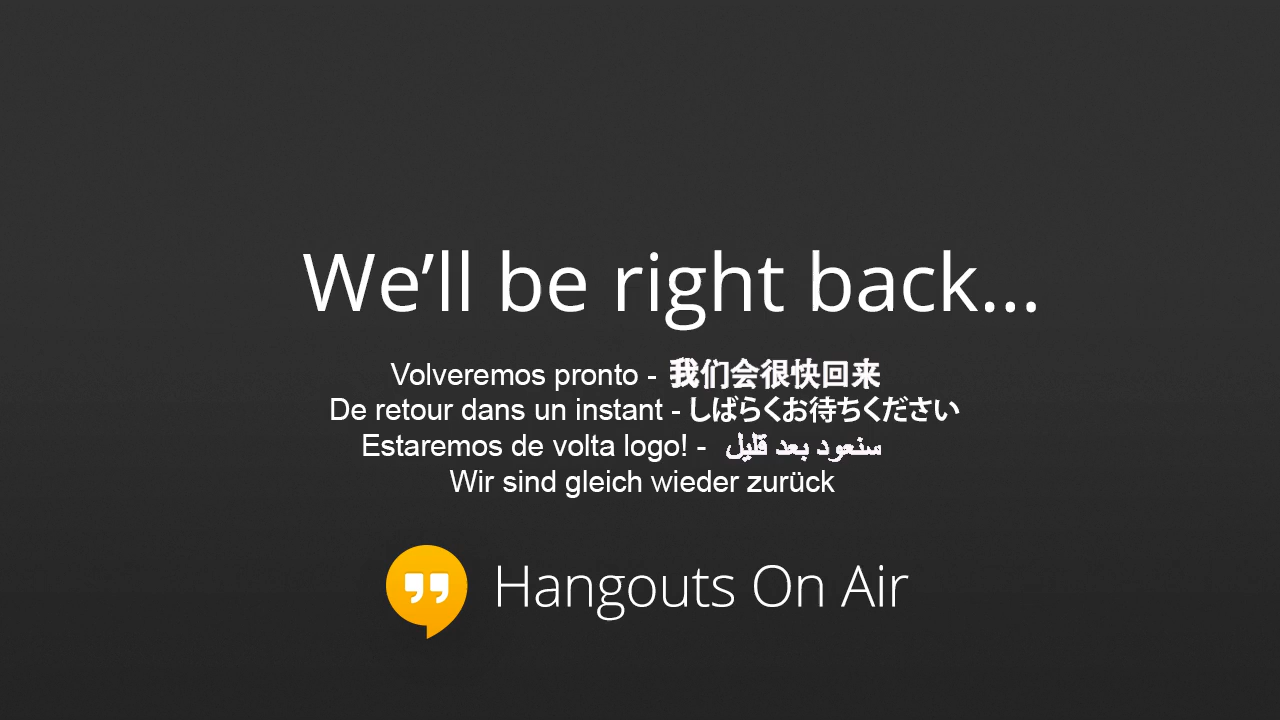 We’ll be right back...
Volveremos pronto - 我们会很快回来
De retour dans un instant - しばらくお待ちください
Estaremos de volta logo! - سنعود بعد قليل
Wir sind gleich wieder zurück
Hangouts On Air